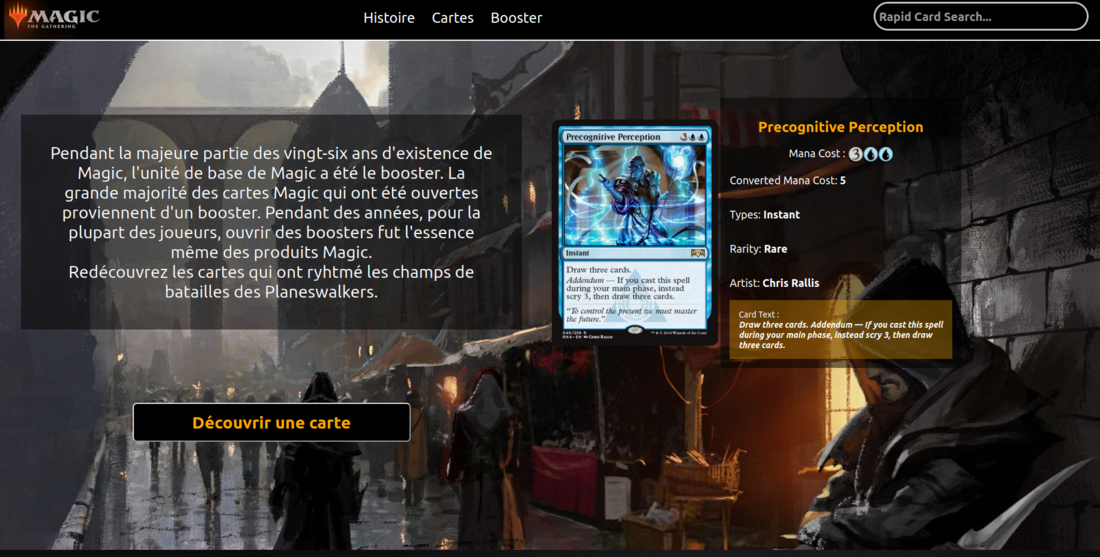 MAGIC
THE GATHERING
Histoire Cartes Booster
Rapid Card Search...
Pendant la majeure partie des vingt-six ans d'existence de
Magic, l'unité de base de Magic a été le booster. La
grande majorité des cartes Magic qui ont été ouvertes
proviennent d'un booster. Pendant des années, pour la
plupart des joueurs, ouvrir des boosters fut l'essence
même des produits Magic.
Redécouvrez les cartes qui ont ryhtmé les champs de
batailles des Planeswalkers.
Découvrir une carte
Precognitive Perception 3
Instant
Draw three cards.
Addendum — If you cast this spell
during your main phase, instead
scry 3, then draw three cards.
"To control the present we must master
the future."
Precognitive Perception
Mana Cost : 3
Converted Mana Cost: 5
Types: Instant
Rarity: Rare
Artist: Chris Rallis
Card Text :
Draw three cards. Addendum — If you cast this spell
during your main phase, instead scry 3, then draw
three cards.